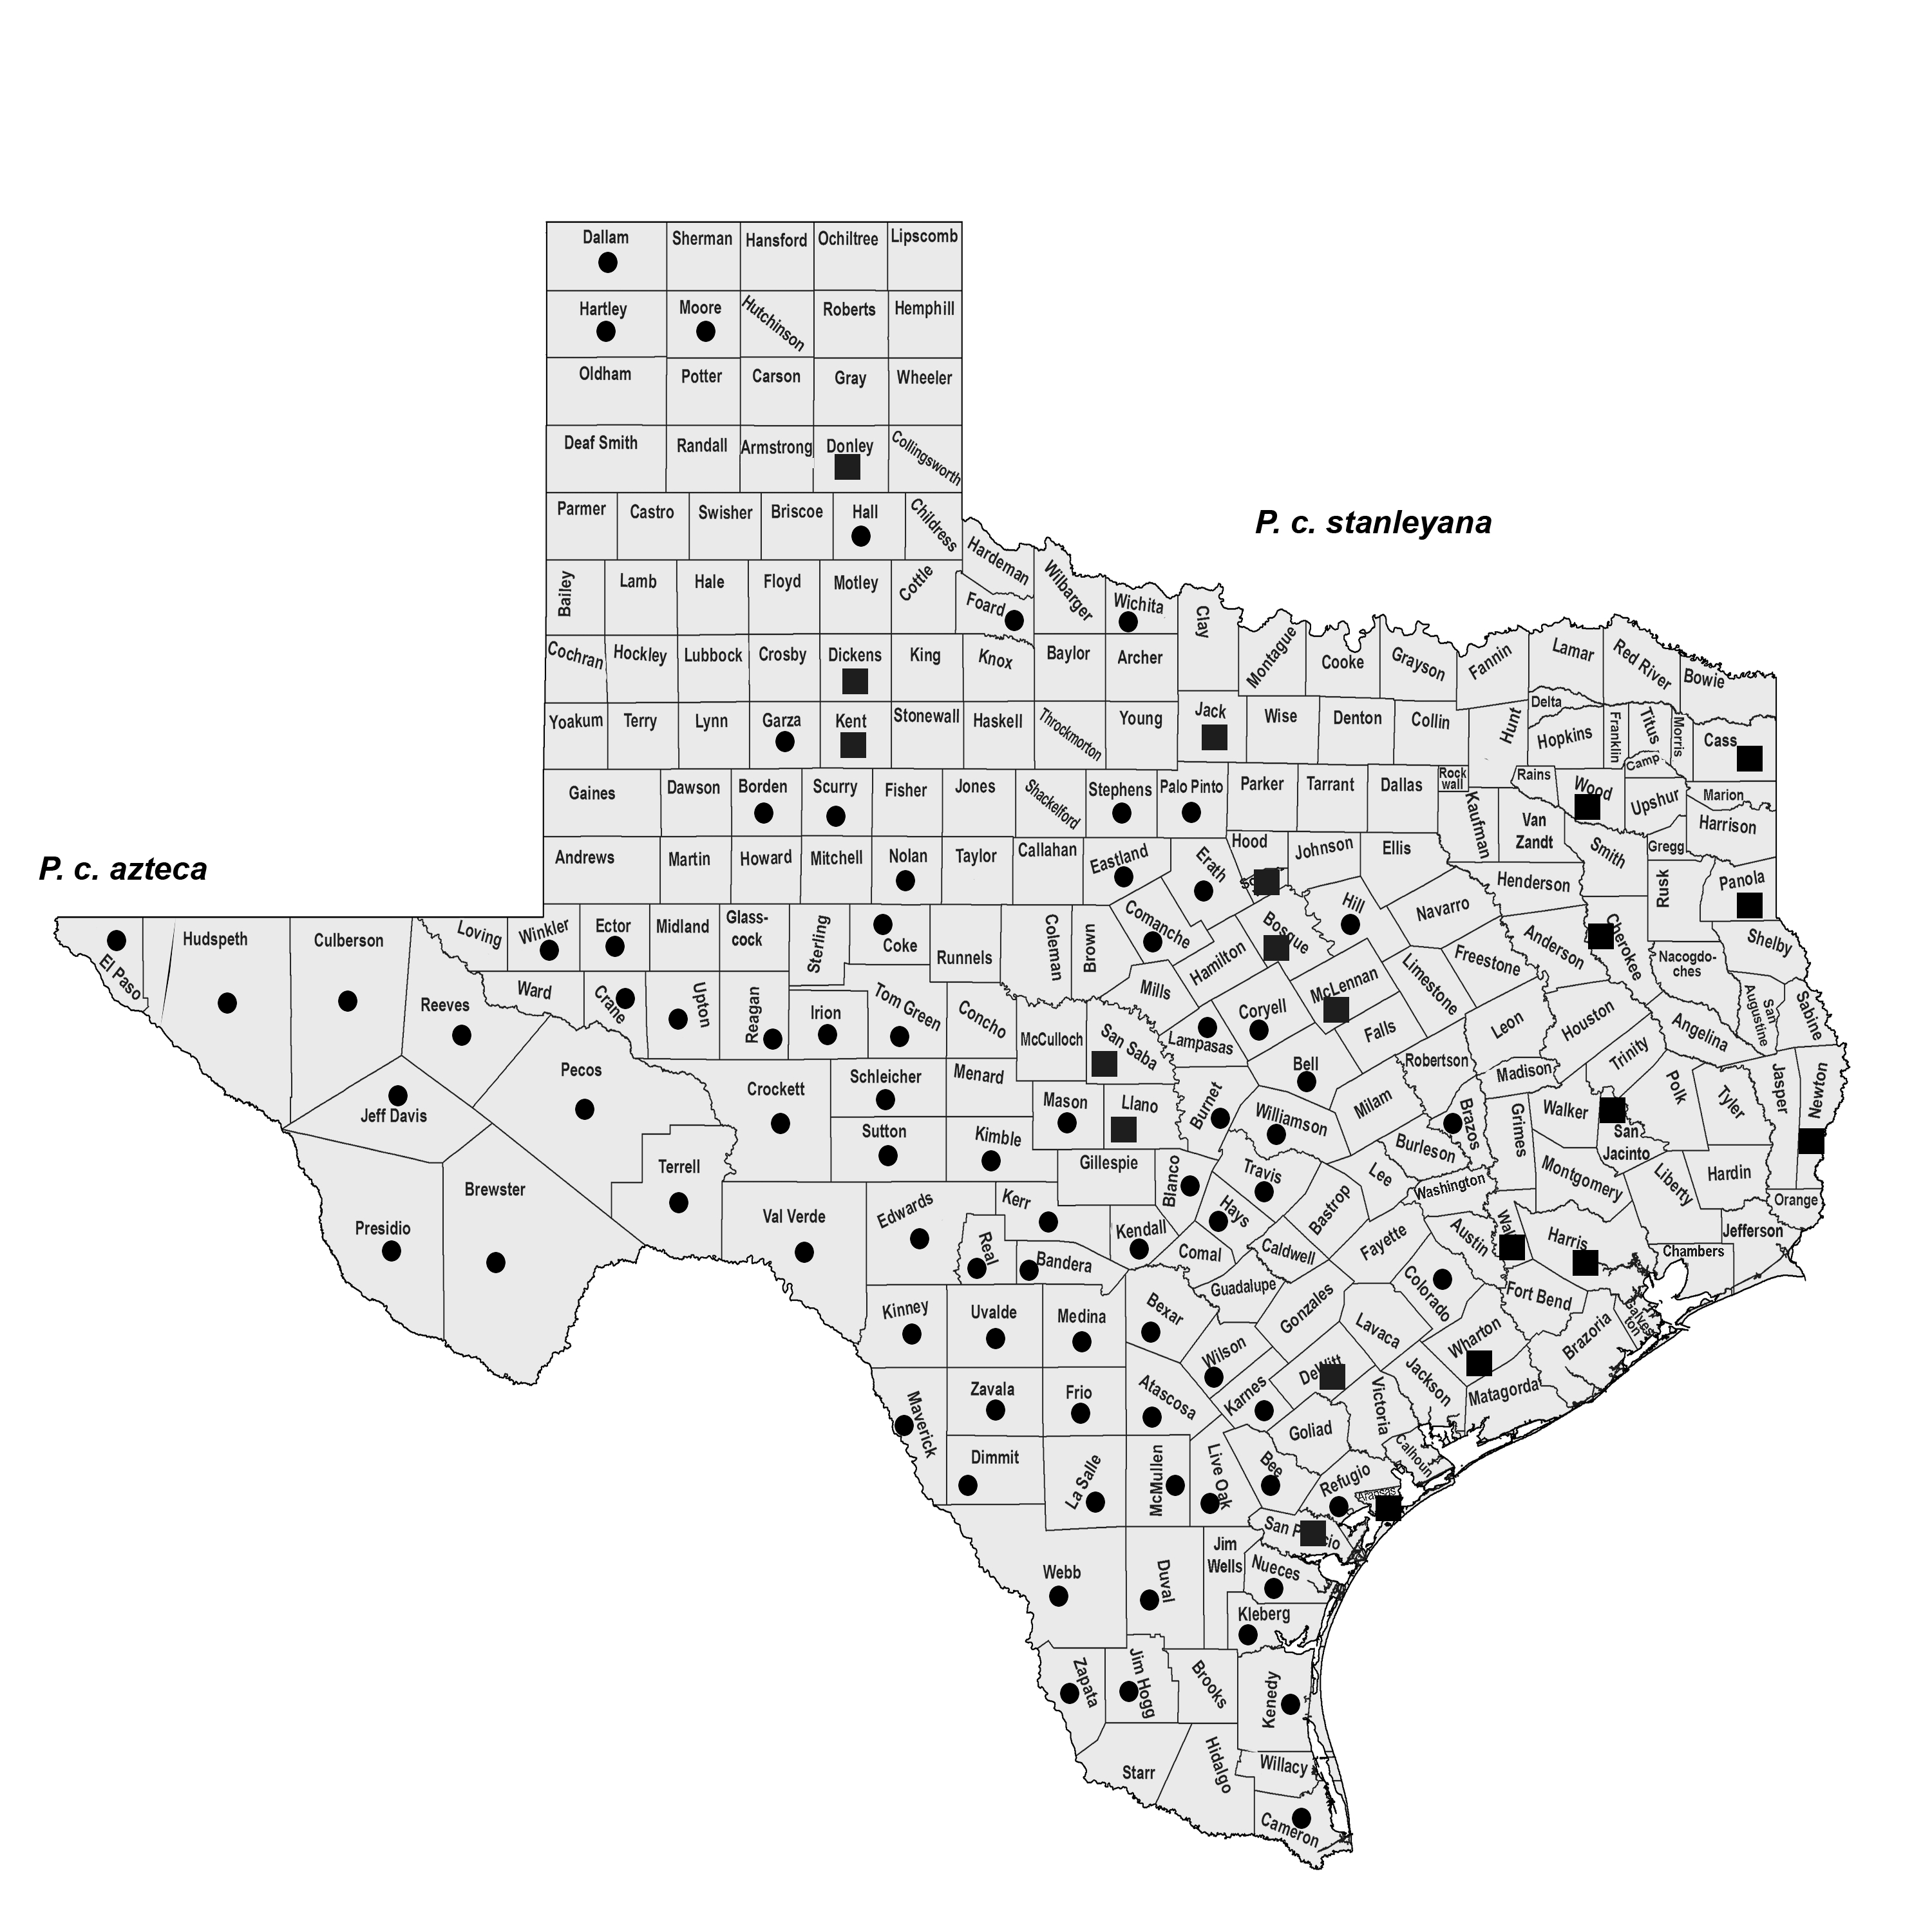 Dallam Sherman Hansford Ochiltree Lipscomb
Hartley Moore Hutchinson Roberts Hemphill
Oldham Potter Carson Gray Wheeler
Deaf Smith Randall Armstrong Donley Collingsworth
P. c. stanleyana
Parmer Castro Swisher Briscoe Hall Childress
Hardeman Wilbarger
Bailey Lamb Hale Floyd Motley Cottle Foard Wichita Clay
Cochran Hockley Lubbock Crosby Dickens King Knox Baylor Archer Montague Cooke Grayson Fannin Lamar Red River Bowie
Delta
Yoakum Terry Lynn Garza Kent Stonewall Haskell Throckmorton Young Jack Wise Denton Collin Hunt Hopkins Franklin Titus Morris Cass
Camp
Gaines Dawson Borden Scurry Fisher Jones Shackelford Stephens Palo Pinto Parker Tarrant Dallas Rock
wall Rains Wood Upshur Marion
Kaufman Van
Zandt Harrison
P. c. azteca
Andrews Martin Howard Mitchell Nolan Taylor Callahan Eastland Erath Hood Johnson Ellis Smith Gregg
Henderson Rusk Panola
El Paso Hudspeth Culberson Loving Winkler Ector Midland Glass-
cock Sterling Coke Runnels Coleman Brown Comanche Hamilton Bosque Hill Navarro
Anderson Cherokee Nacogdo-
ches Shelby
Reeves Ward Crane Upton Reagan Irion Tom Green Concho McCulloch San Saba Mills Lampasas Coryell McLennan Limestone Freestone
Falls Leon Houston Angelina San
Augustine Sabine
Jeff Davis Pecos Crockett Schleicher Menard Mason Llano Burnet Bell Robertson Madison Trinity Polk Tyler Jasper Newton
Sutton Kimble Williamson Milam Brazos Grimes Walker San
Jacinto
Presidio Brewster Terrell Gillespie Blanco Travis Lee Burleson Washington Montgomery Liberty Hardin Orange
Val Verde Edwards Kerr Kendall Hays Bastrop Fayette Austin Harris Jefferson
Real Bandera Comal Caldwell Colorado Chambers
Kinney Uvalde Medina Bexar Guadalupe Gonzales Lavaca Fort Bend Galves
ton
Wilson DeWitt Wharton Brazoria
Maverick Zavala Frio Atascosa Karnes Victoria Jackson Matagorda
Dimmit La Salle McMullen Live Oak Bee Goliad Calhoun
Refugio Aransas
Webb Duval Jim
Wells Nueces
Kleberg
Zapata Jim Hogg Brooks Kenedy
Starr Hidalgo Willacy
Cameron